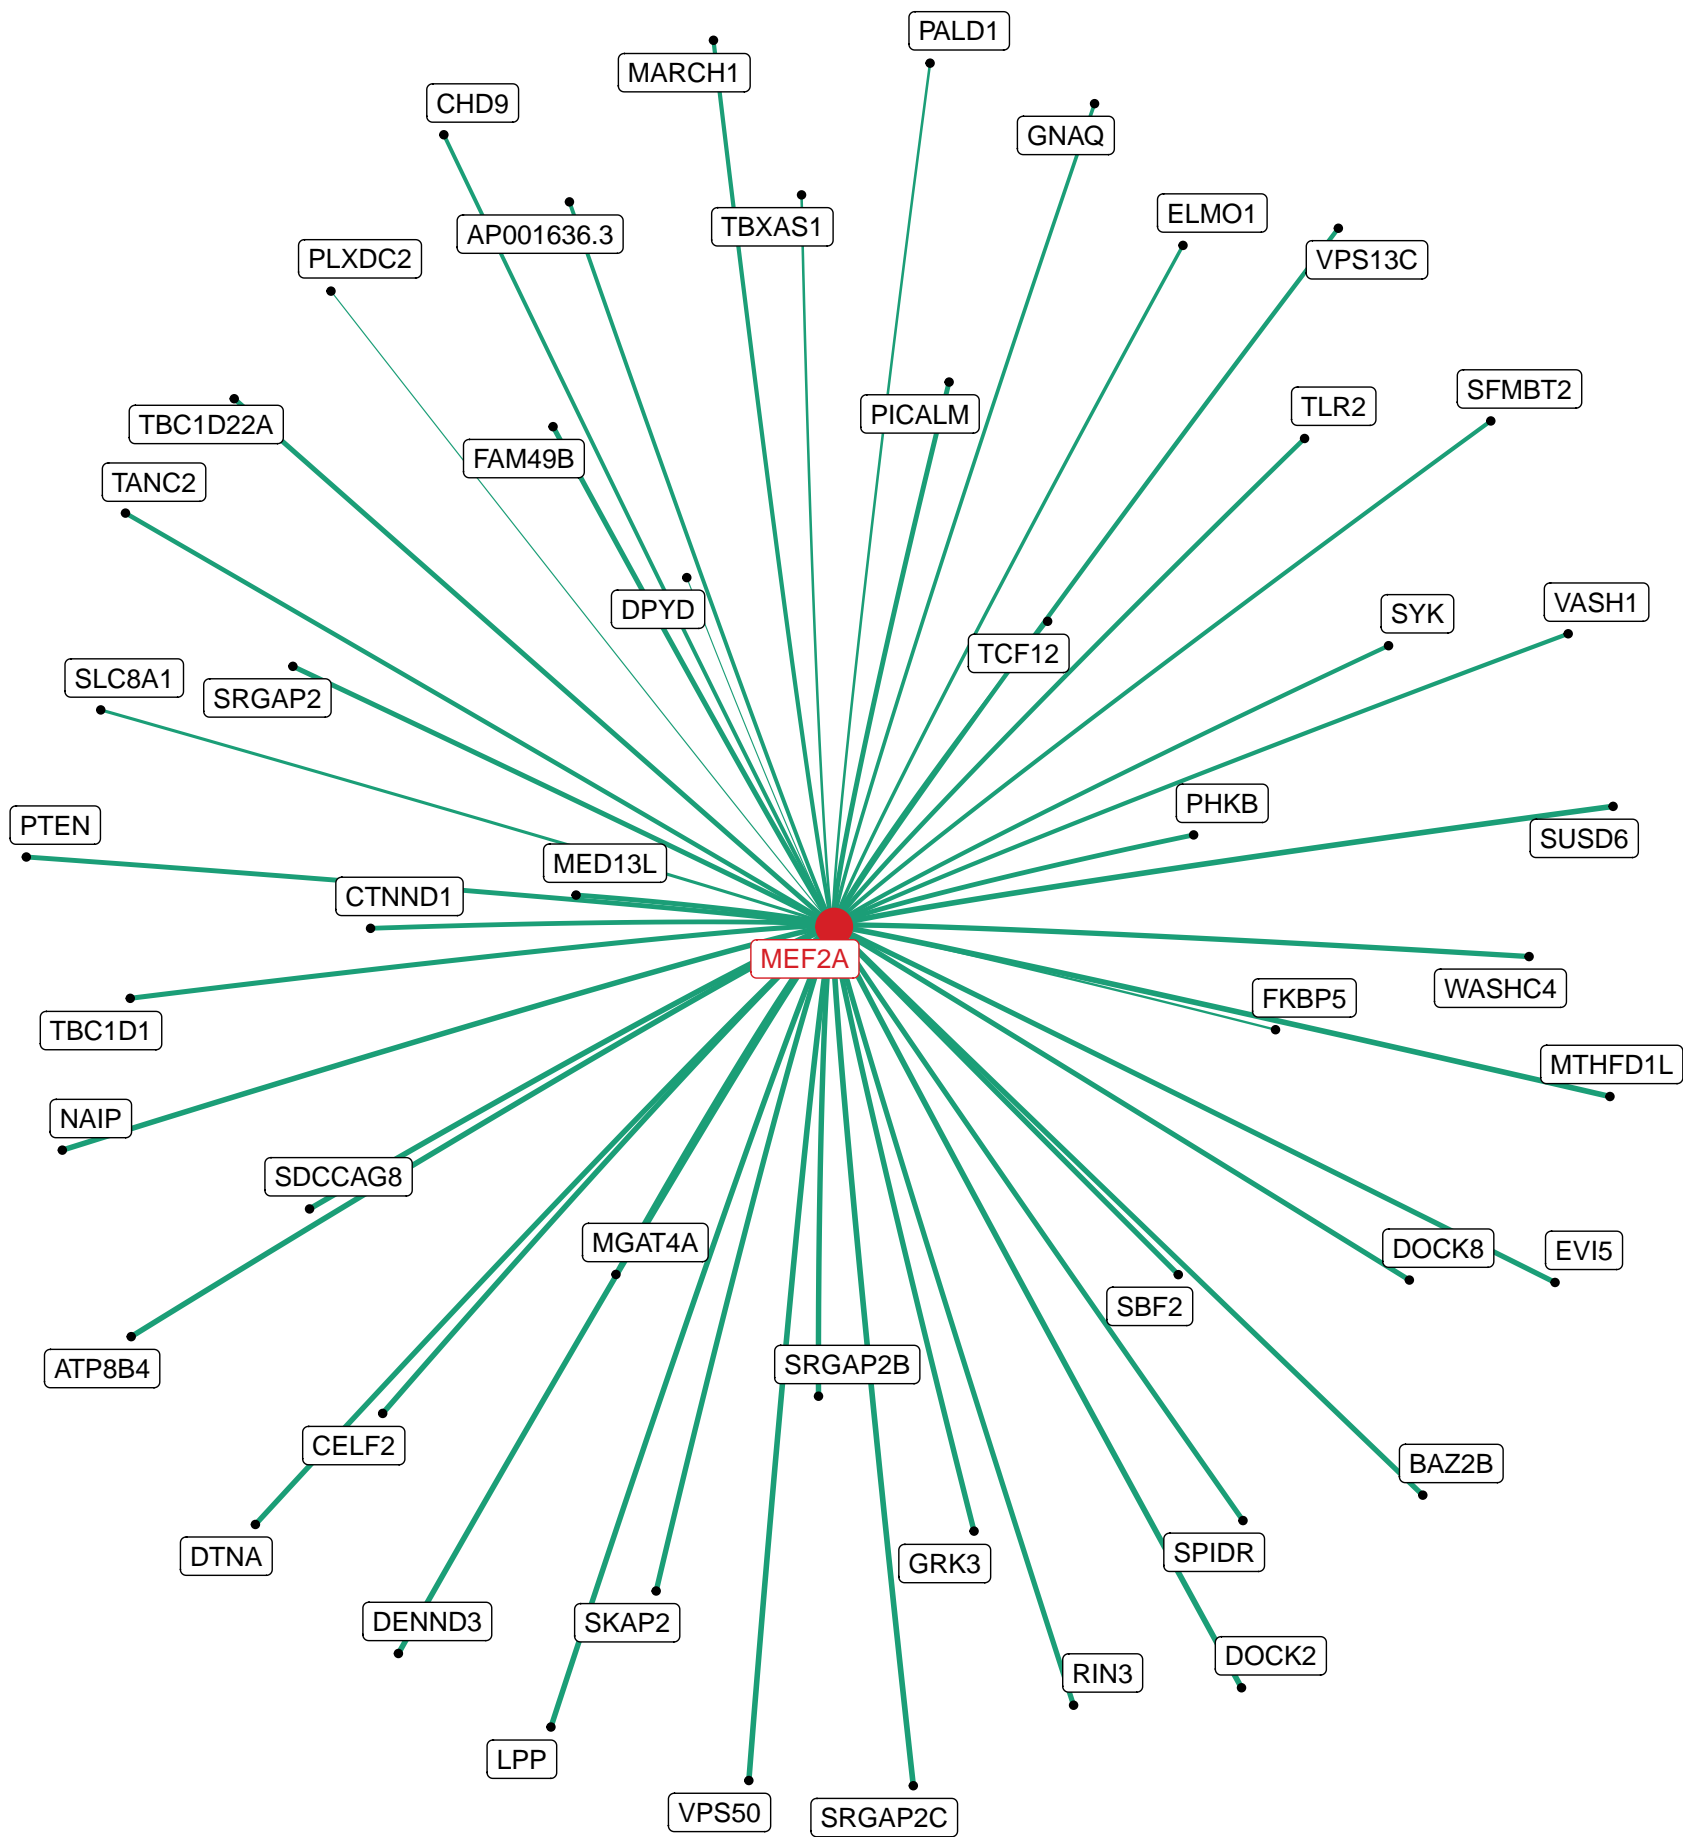 PALD1
MARCH1
CHD9
GNAQ
ELMO1
TBXAS1
AP001636.3
PLXDC2
VPS13C
SFMBT2
TLR2
PICALM
TBC1D22A
FAM49B
TANC2
VASH1
DPYD
SYK
TCF12
SLC8A1
SRGAP2
PHKB
PTEN
SUSD6
MED13L
CTNND1
MEF2A
WASHC4
FKBP5
TBC1D1
MTHFD1L
NAIP
SDCCAG8
MGAT4A
DOCK8
EVI5
SBF2
SRGAP2B
ATP8B4
CELF2
BAZ2B
SPIDR
DTNA
GRK3
DENND3
SKAP2
DOCK2
RIN3
LPP
VPS50
SRGAP2C